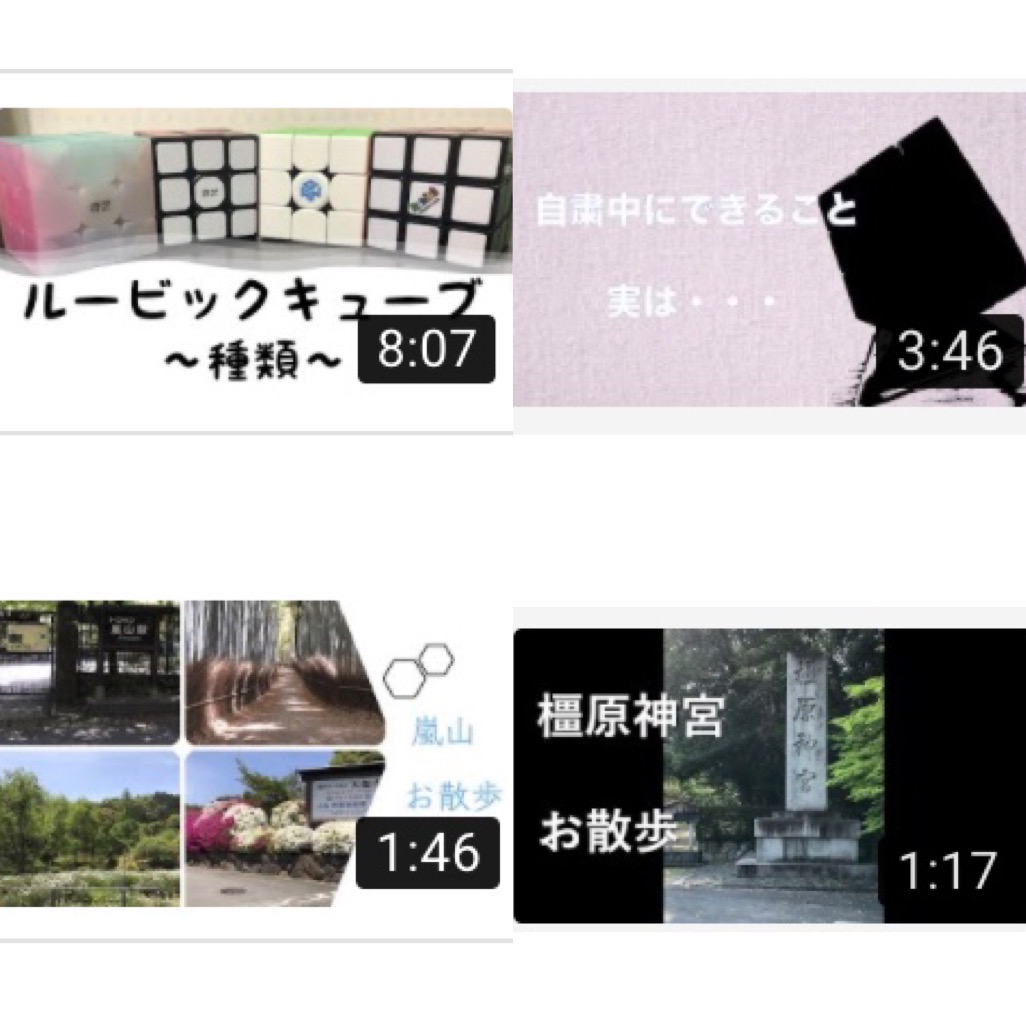 ルービックキューブ
～種類～
8:07
自粛中にできること
実は・・・
3:46
嵐山
お散歩
1:46
橿原神宮
お散歩
橿原神宮
1:17